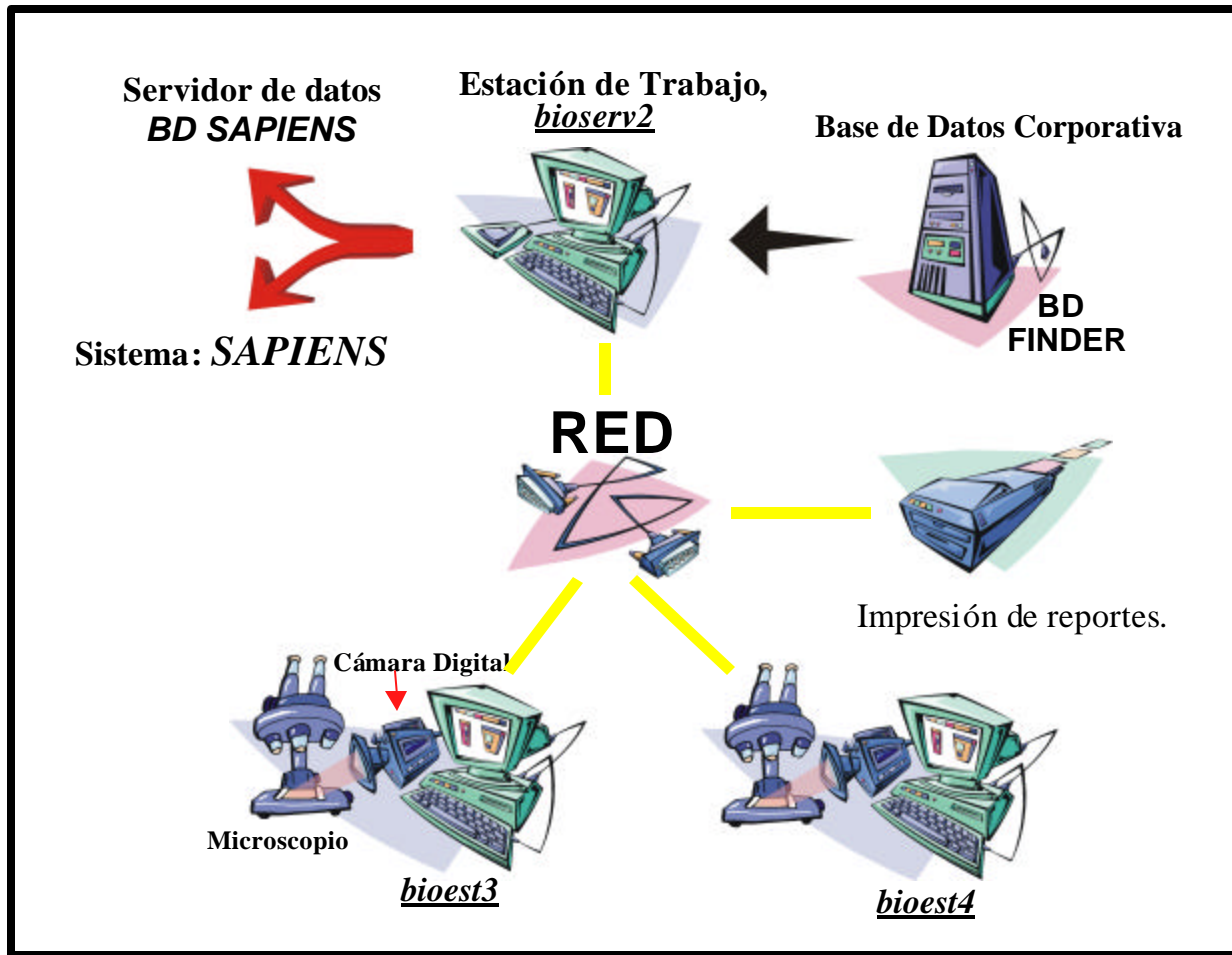 Servidor de datos
BD SAPIENS
Estación de Trabajo,
bioserv2
Base de Datos Corporativa
BD
FINDER
Sistema: SAPIENS
RED
Impresión de reportes.
Cámara Digital
Microscopio
bioest3
bioest4